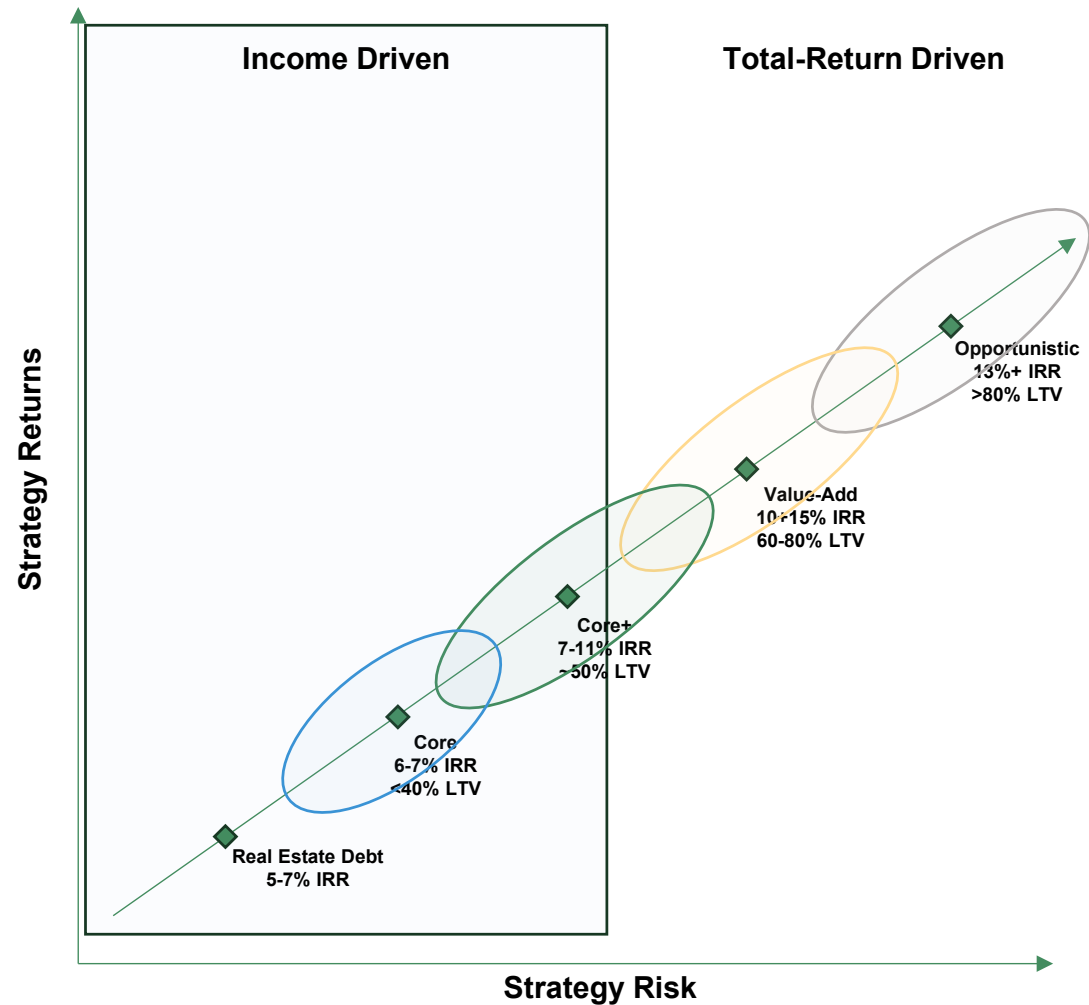 Income Driven
Total-Return Driven
Strategy Returns
Opportunistic
13%+ IRR
>80% LTV
Value-Add
10-15% IRR
60-80% LTV
Core+
7-11% IRR
~50% LTV
Core
6-7% IRR
<40% LTV
Real Estate Debt
5-7% IRR
Strategy Risk